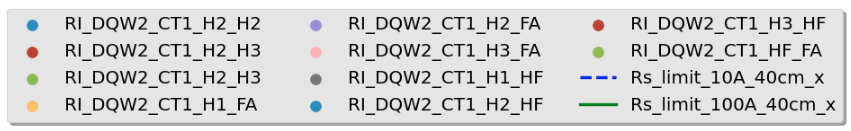 RI_DQW2_CT1_H2_H2
RI_DQW2_CT1_H2_H3
RI_DQW2_CT1_H2_H3
RI_DQW2_CT1_H1_FA
RI_DQW2_CT1_H2_FA
RI_DQW2_CT1_H3_FA
RI_DQW2_CT1_H1_HF
RI_DQW2_CT1_H2_HF
RI_DQW2_CT1_H3_HF
RI_DQW2_CT1_HF_FA
Rs_limit_10A_40cm_x
Rs_limit_100A_40cm_x